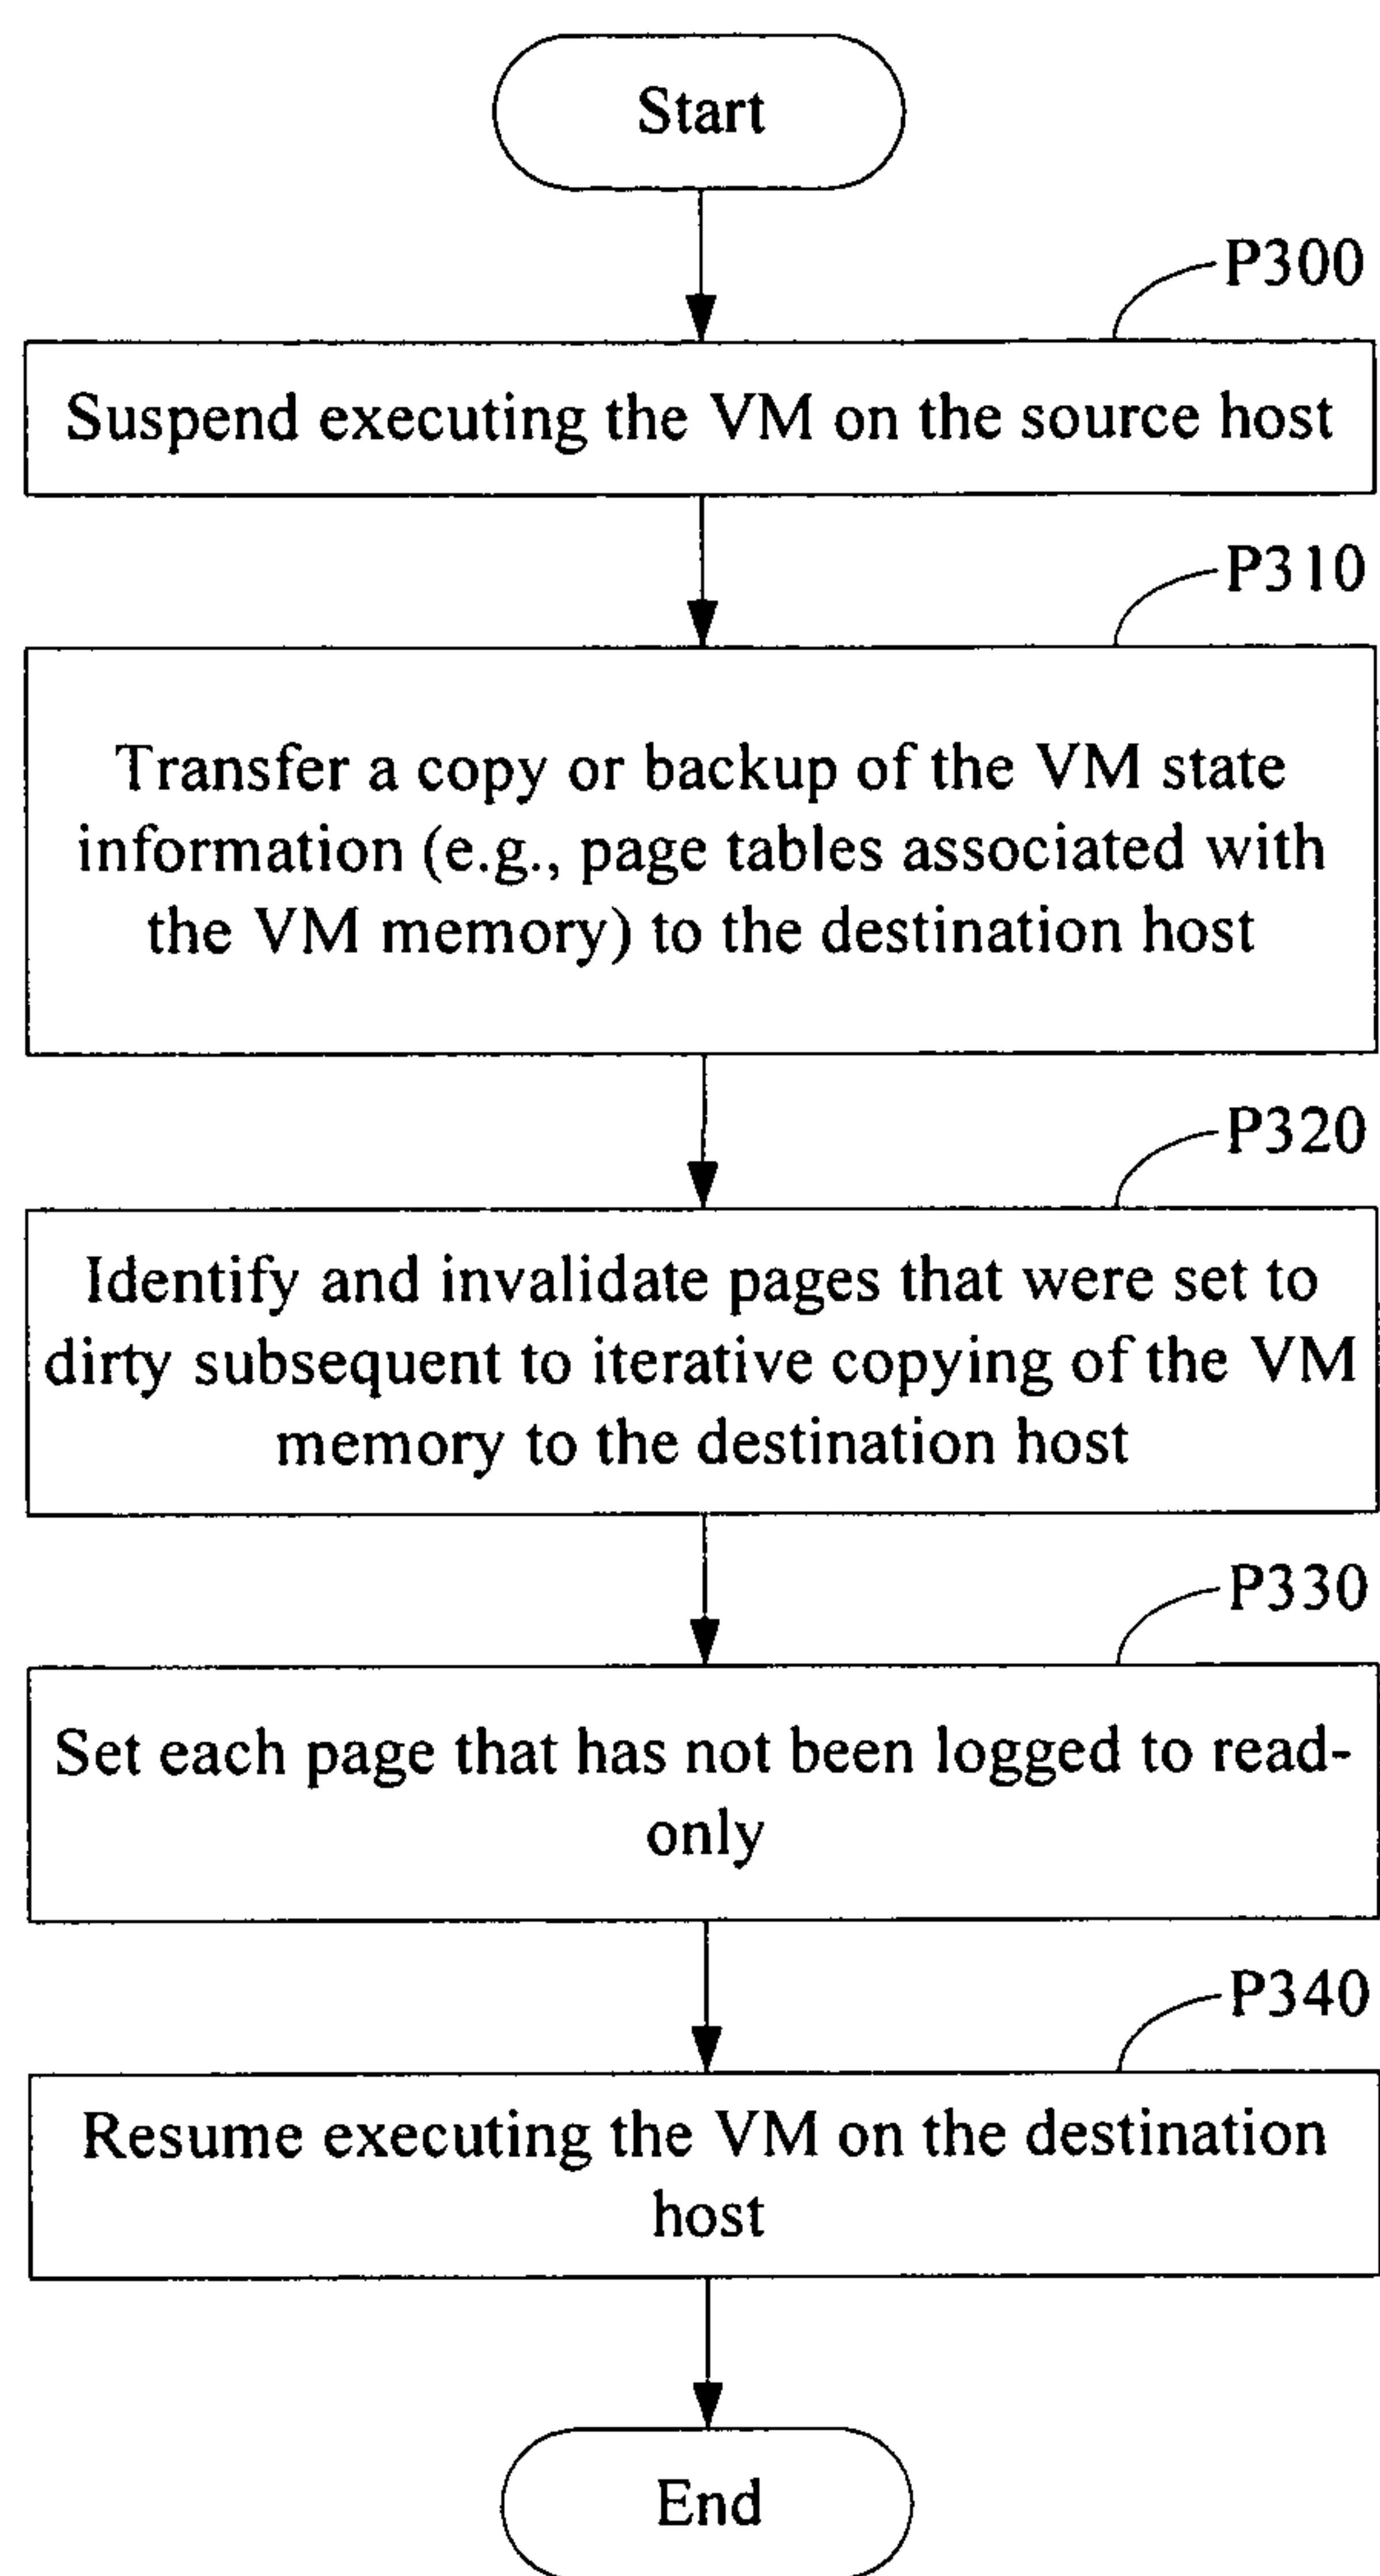 Start
P300
Suspend executing the VM on the source host
P310
Transfer a copy or backup of the VM state
information (e.g., page tables associated with
the VM memory) to the destination host
P320
Identify and invalidate pages that were set to
dirty subsequent to iterative copying of the VM
memory to the destination host
P330
Set each page that has not been logged to read-
only
P340
Resume executing the VM on the destination
host
End